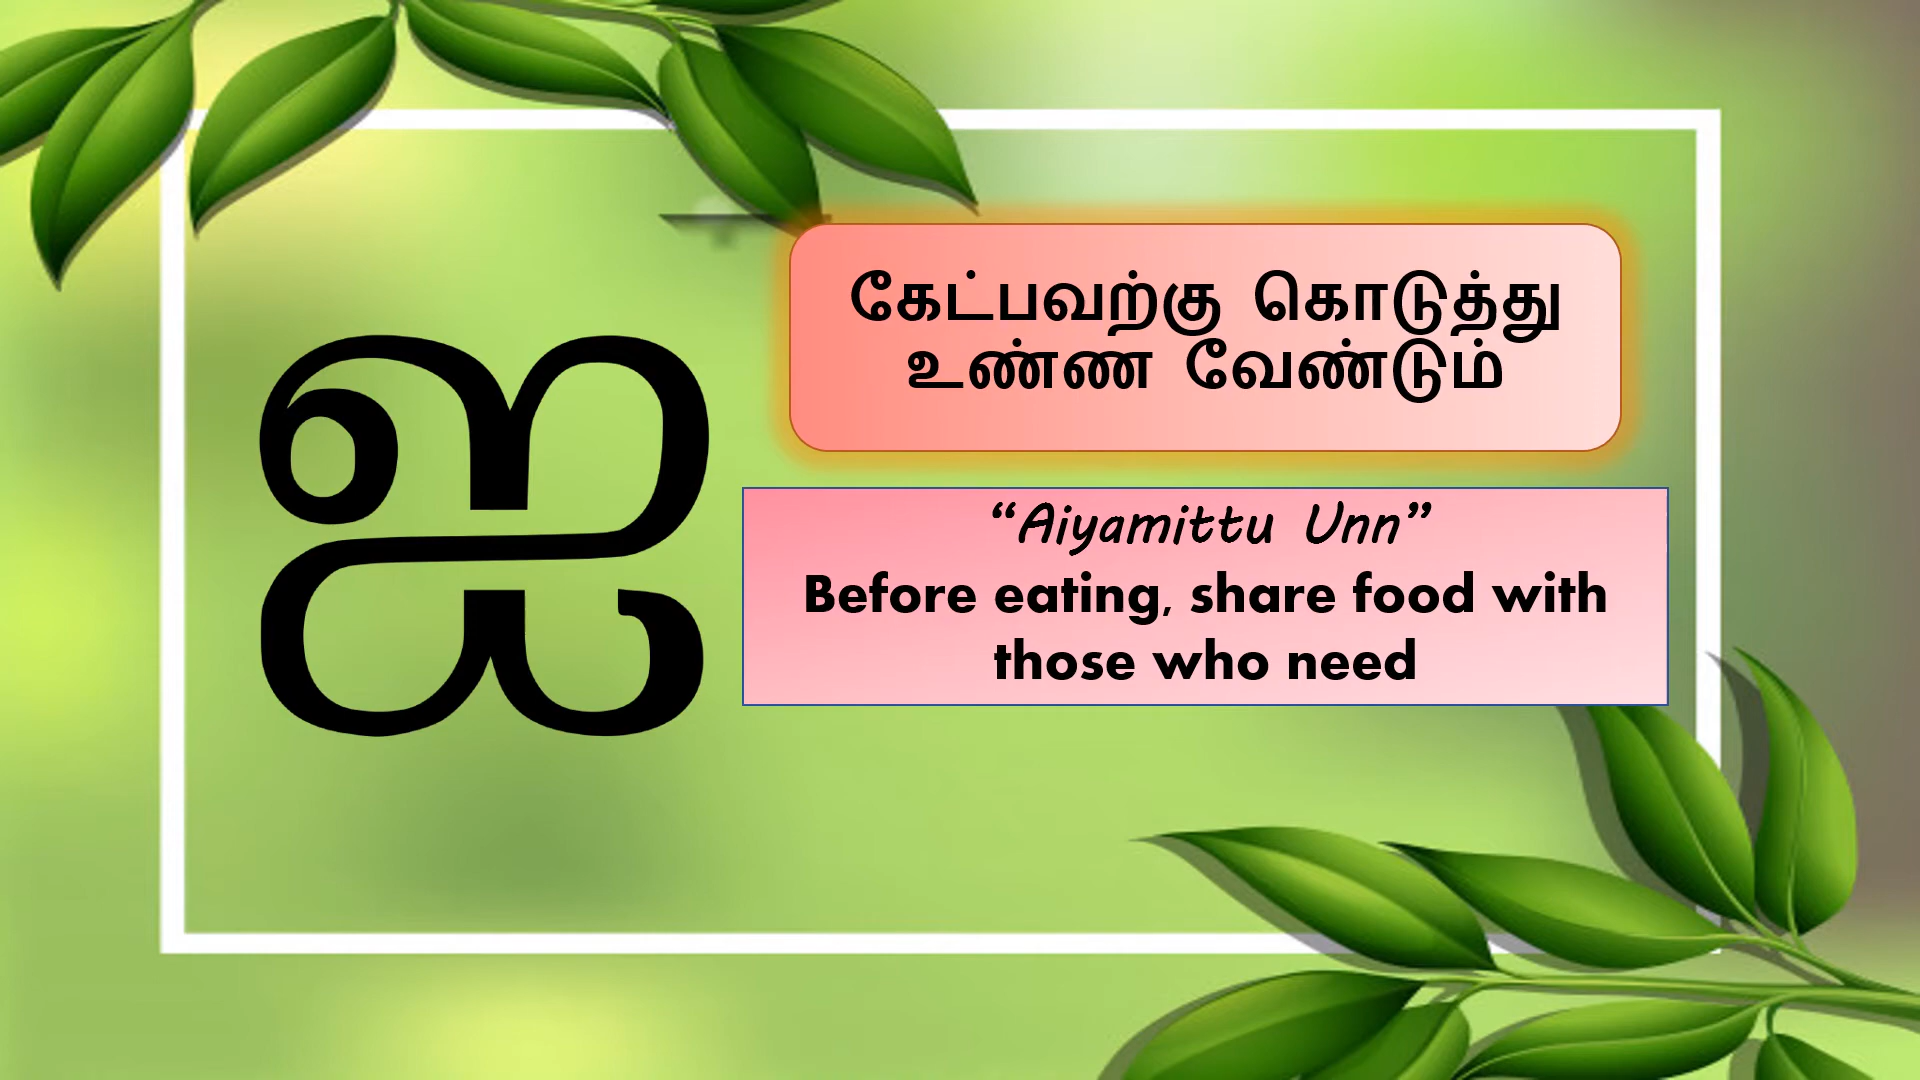 ஐ
கேட்பவற்கு கொடுத்து
உண்ண வேண்டும்
“Aiyamittu Unn”
Before eating, share food with
those who need